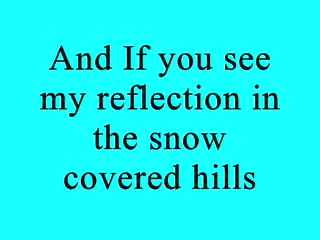 And If you see
my reflection in
the snow
covered hills